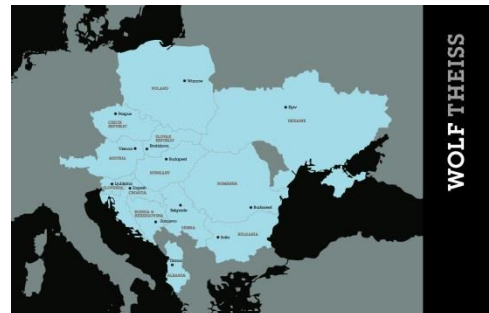 Warsaw
POLAND
Kyiv
UKRAINE
Prague
CZECH
REPUBLIC
SLOVAK
REPUBLIC
Vienna
Bratislava
AUSTRIA
Budapest
HUNGARY
Ljubljana
SLOVENIA
Zagreb
CROATIA
ROMANIA
Belgrade
Bucharest
BOSNIA &
HERZEGOVINA
Sarajevo
SERBIA
Sofia
BULGARIA
Tirana
ALBANIA
WOLF THEISS